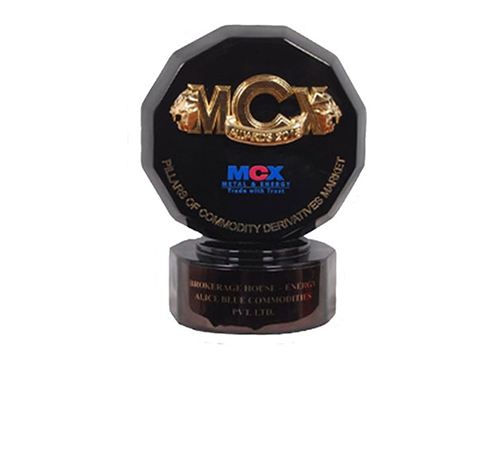 MCX
AWARDS 2018
MCX
METAL & ENERGY
Trade with Trust
PILLARS OF COMMODITY DERIVATIVES MARKET
BROKERAGE HOUSE - ENERGY
ALICE BLUE COMMODITIES
PVT. LTD.